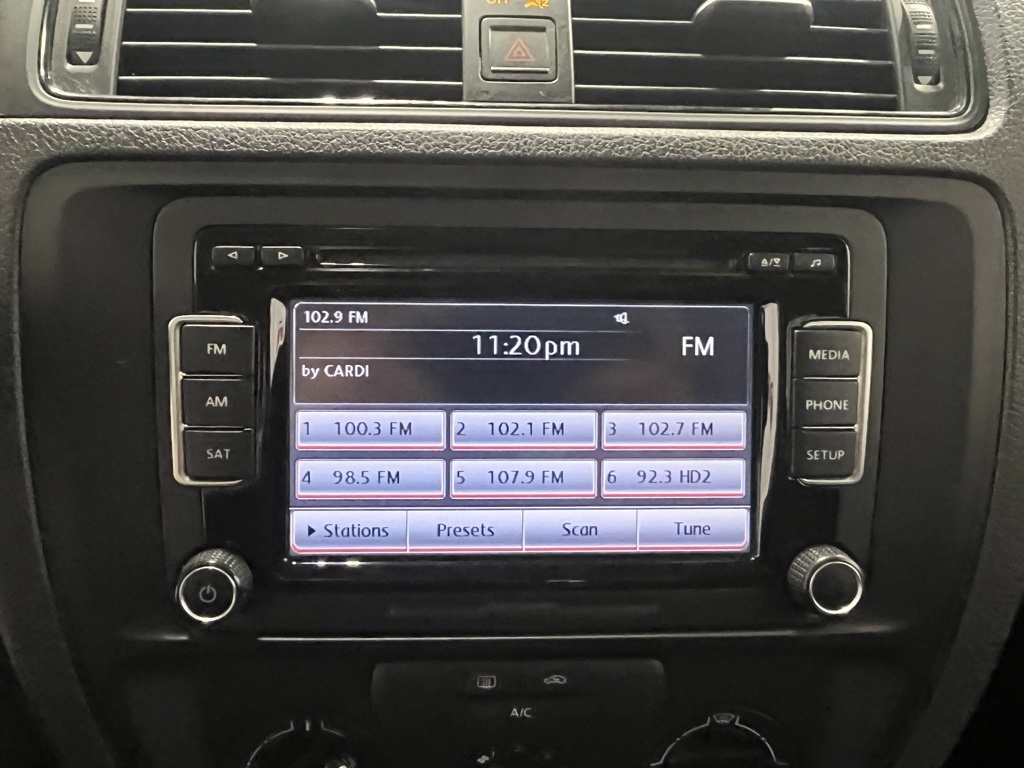 OFF
102.9 FM
11:20pm
FM
by CARDI
FM
AM
SAT
MEDIA
PHONE
SETUP
1 100.3 FM
2 102.1 FM
3 102.7 FM
4 98.5 FM
5 107.9 FM
6 92.3 HD2
Stations
Presets
Scan
Tune
A/C